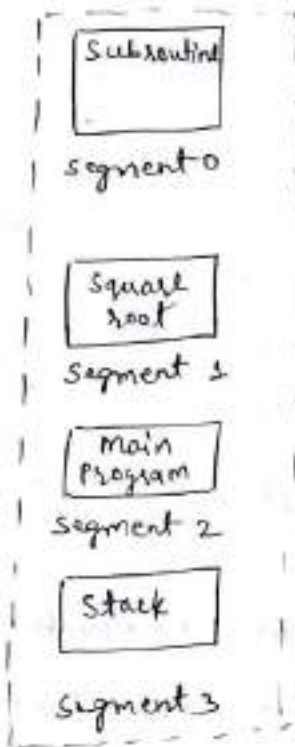 Subroutine
segment 0
Square
root
Segment 1
main
program
Segment 2
Stack
Segment 3